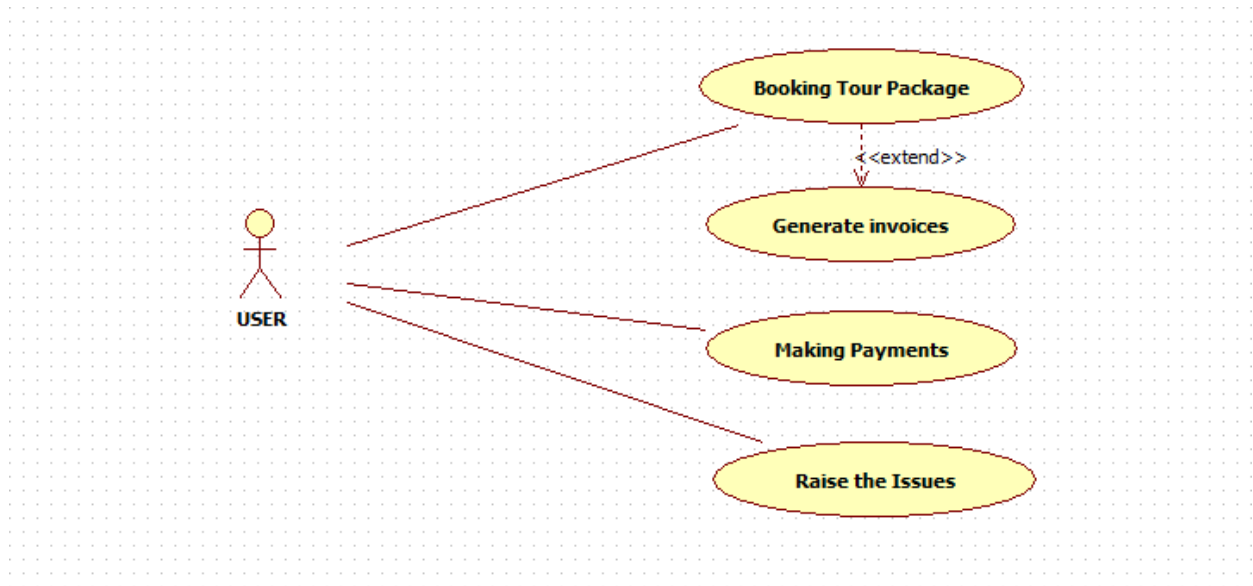 Booking Tour Package
<<extend>>
Generate invoices
USER
Making Payments
Raise the Issues